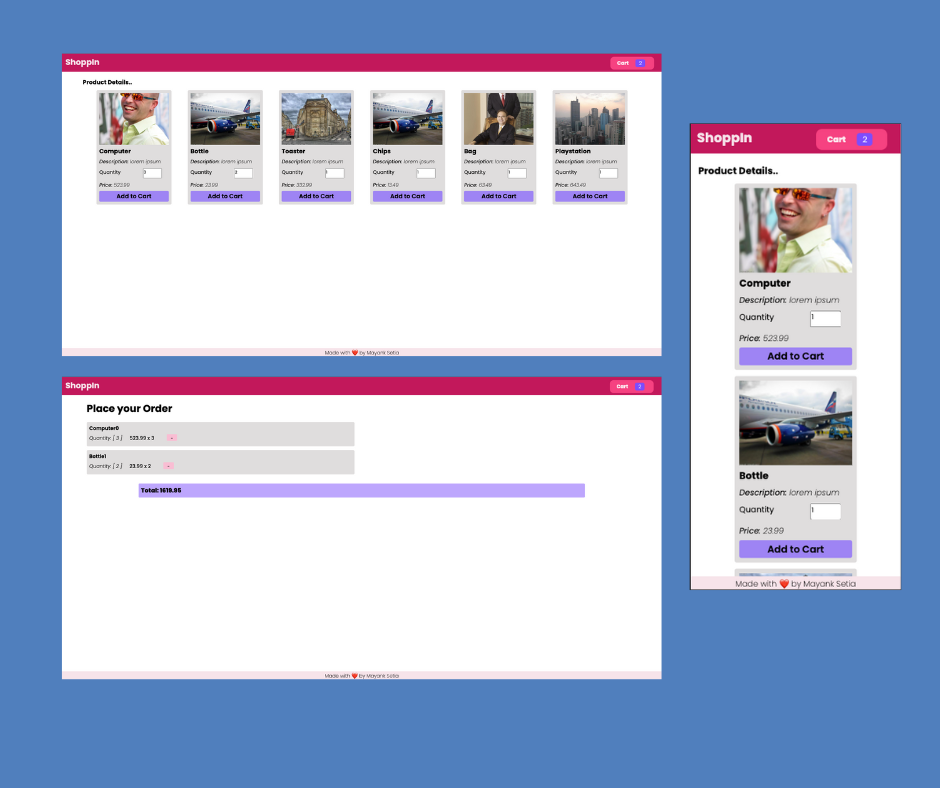 ShoppIn
Cart 2
Product Details..
Computer
Description: lorem ipsum
Quantity 3
Price: 523.99
Add to Cart
Bottle
Description: lorem ipsum
Quantity
Price: 23.99
Add to Cart
Toaster
Description: lorem ipsum
Quantity 1
Price: 332.99
Add to Cart
Chips
Description: lorem ipsum
Quantity 1
Price: 13.49
Add to Cart
Bag
Description: lorem ipsum
Quantity 1
Price: 63.48
Add to Cart
Playstation
Description: lorem ipsum
Quantity 1
Price: 643.49
Add to Cart
Made with ❤️ by Mayank Setia
ShoppIn
Cart 2
Place your Order
Computer0
Quantity: [ 3 ] 523.99 x 3 -
Bottle1
Quantity: [ 2 ] 23.99 x 2 -
Total: 1619.95
Made with ❤️ by Mayank Setia
ShoppIn
Cart 2
Product Details..
Computer
Description: lorem ipsum
Quantity 1
Price: 523.99
Add to Cart
Bottle
Description: lorem ipsum
Quantity 1
Price: 23.99
Add to Cart
Made with ❤️ by Mayank Setia